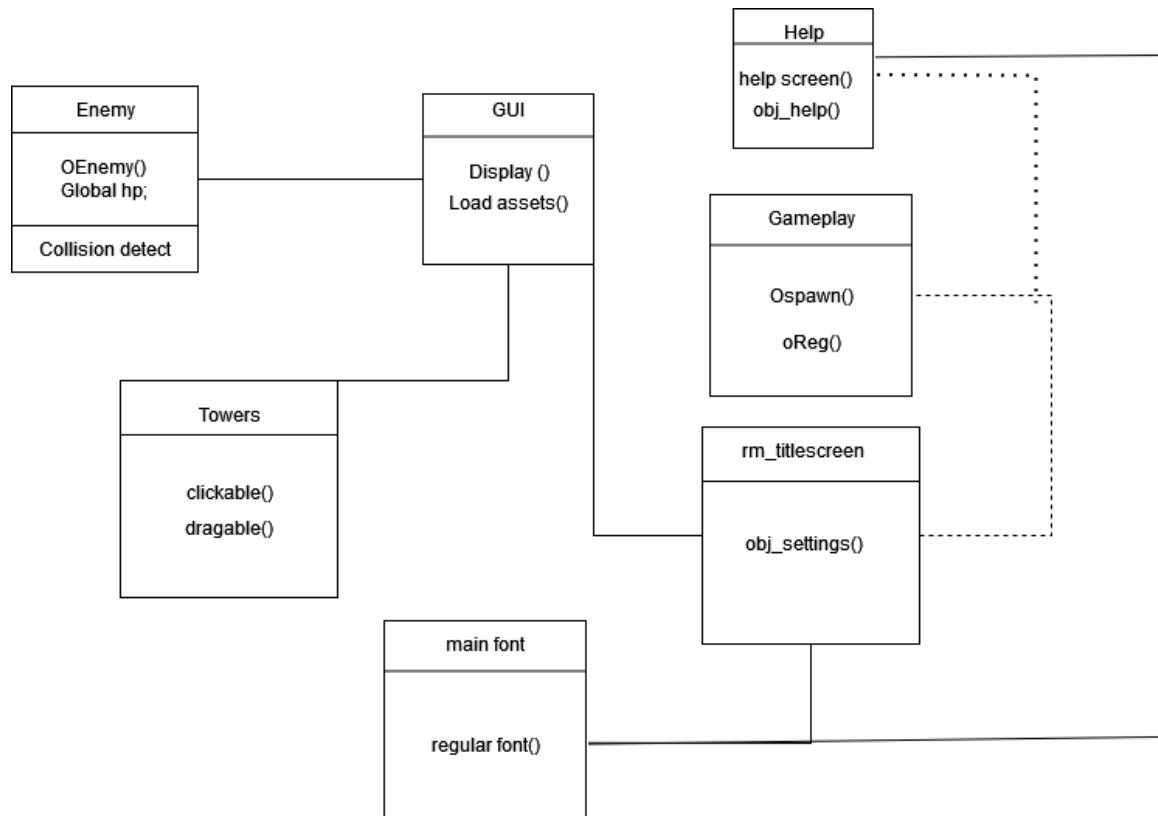 Help
help screen()
obj_help()
Enemy
OEnemy()
Global hp;
Collision detect
GUI
Display ()
Load assets()
Gameplay
Ospawn()
oReg()
Towers
clickable()
dragable()
rm_titlescreen
obj_settings()
main font
regular font()